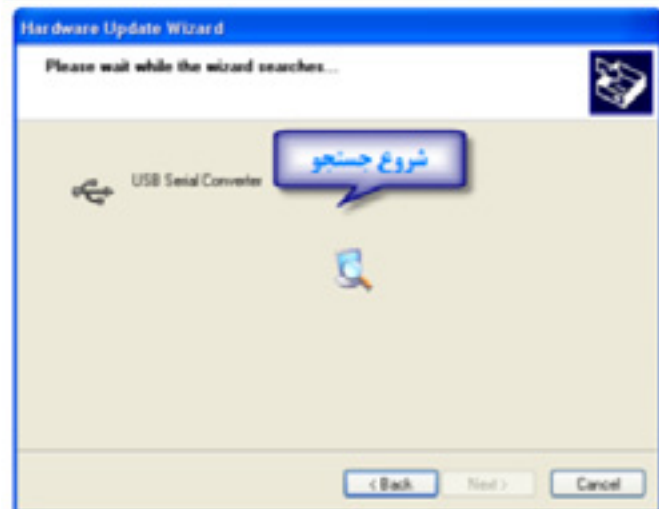 Hardware Update Wizard
Please wait while the wizard searches...
شروع جستجو
USB Serial Converter
< Back
Next >
Cancel